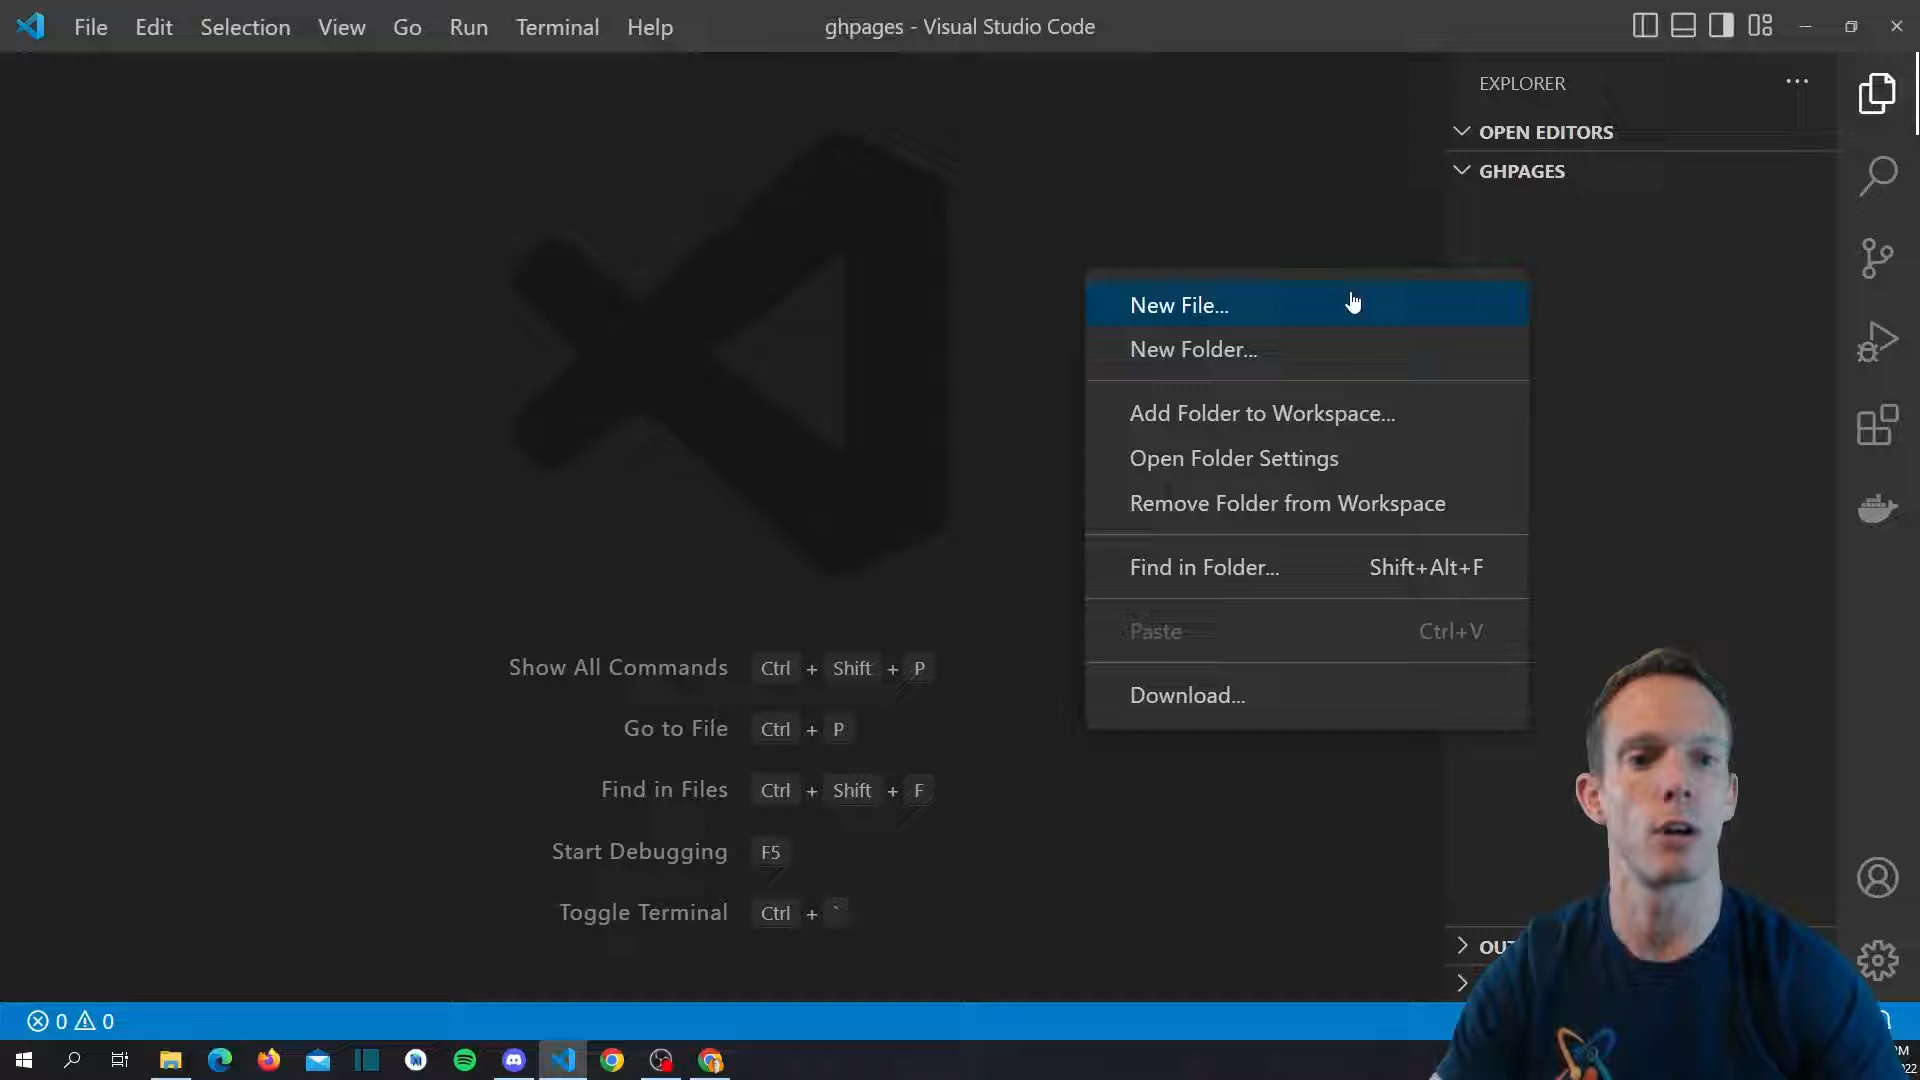 File Edit Selection View Go Run Terminal Help
ghpages - Visual Studio Code
EXPLORER
OPEN EDITORS
GHPAGES
New File...
New Folder...
Add Folder to Workspace...
Open Folder Settings
Remove Folder from Workspace
Find in Folder... Shift+Alt+F
Paste Ctrl+V
Download...
Show All Commands Ctrl + Shift + P
Go to File Ctrl + P
Find in Files Ctrl + Shift + F
Start Debugging F5
Toggle Terminal Ctrl + `
0 0